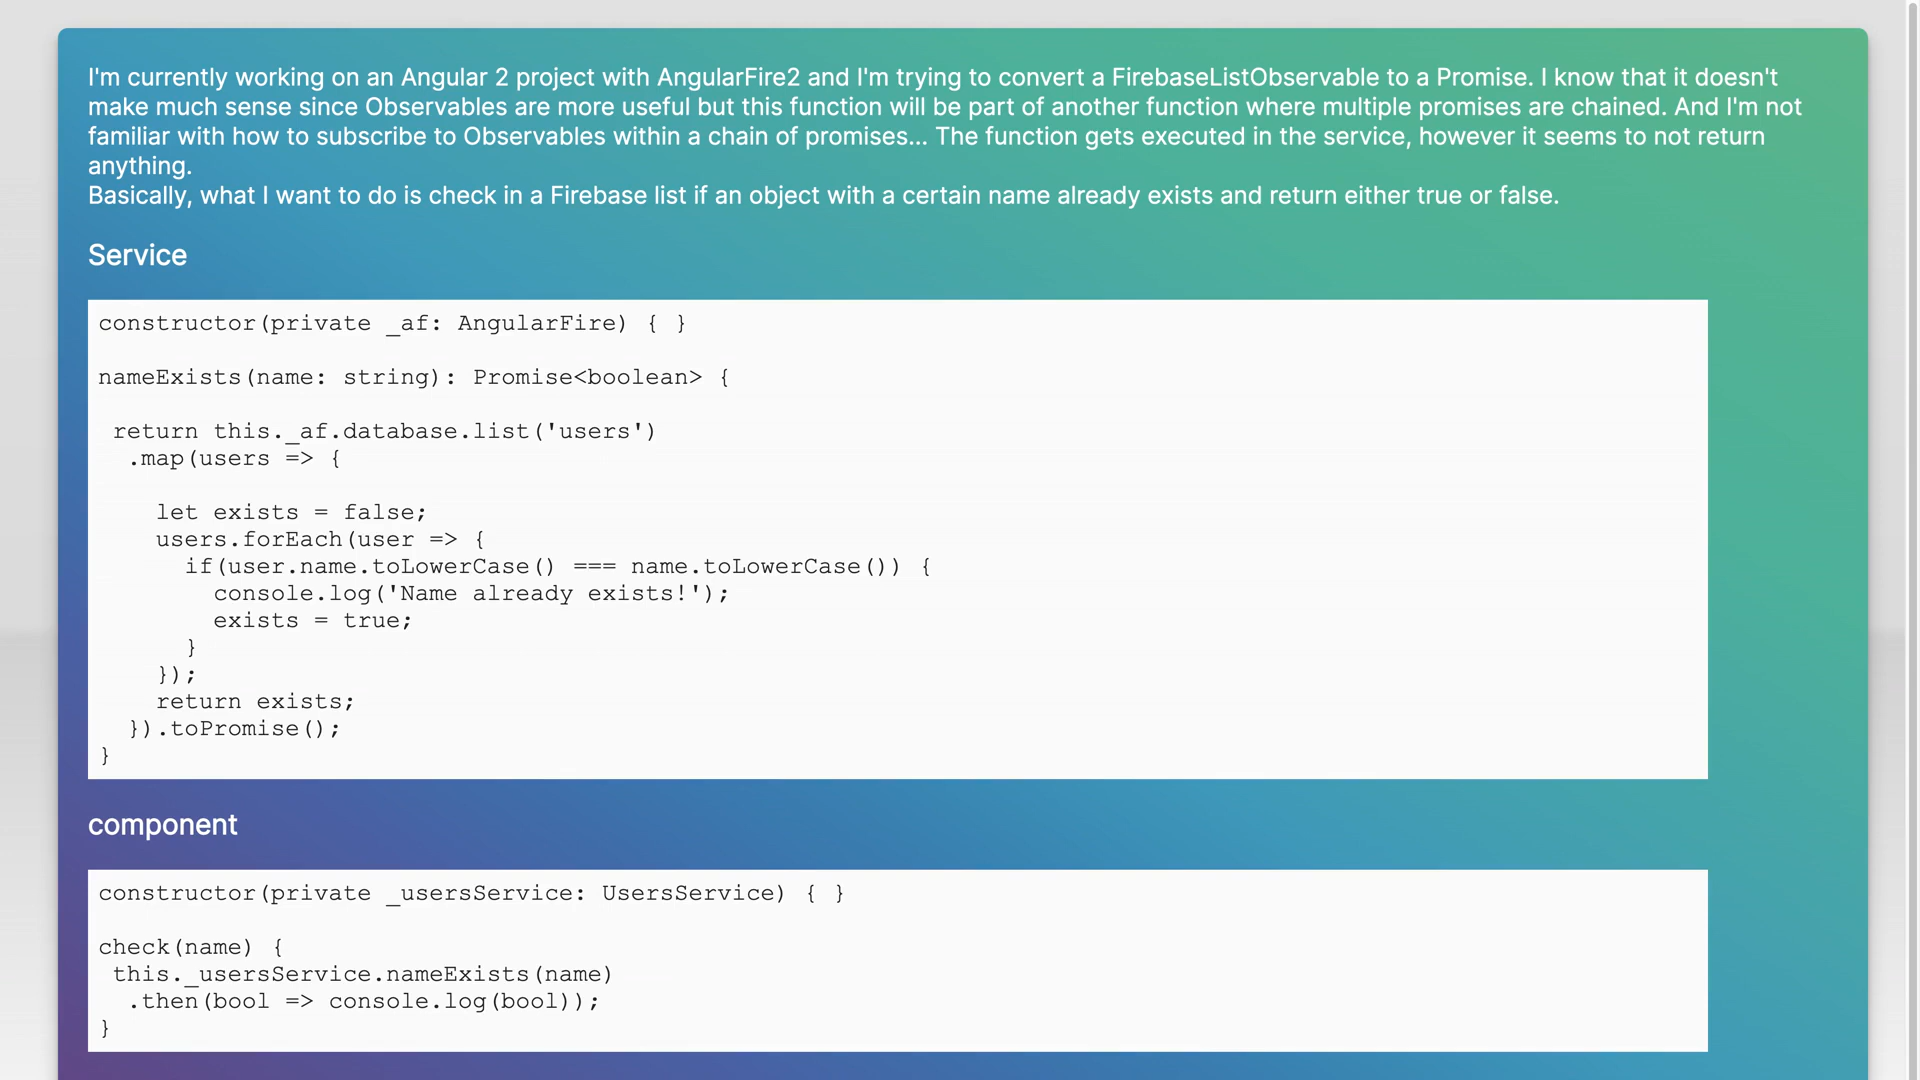 I'm currently working on an Angular 2 project with AngularFire2 and I'm trying to convert a FirebaseListObservable to a Promise. I know that it doesn't
make much sense since Observables are more useful but this function will be part of another function where multiple promises are chained. And I'm not
familiar with how to subscribe to Observables within a chain of promises... The function gets executed in the service, however it seems to not return
anything.
Basically, what I want to do is check in a Firebase list if an object with a certain name already exists and return either true or false.
Service
constructor(private _af: AngularFire) { }
nameExists(name: string): Promise<boolean> {
return this._af.database.list('users')
.map(users => {
let exists = false;
users.forEach(user => {
if(user.name.toLowerCase() === name.toLowerCase()) {
console.log('Name already exists!');
exists = true;
}
});
return exists;
}).toPromise();
}
component
constructor(private _usersService: UsersService) { }
check(name) {
this._usersService.nameExists(name)
.then(bool => console.log(bool));
}